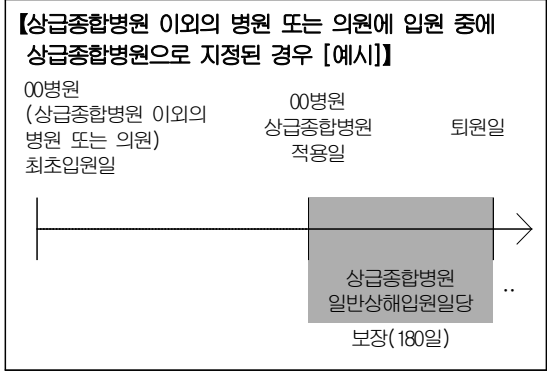 【상급종합병원 이외의 병원 또는 의원에 입원 중에
상급종합병원으로 지정된 경우 [예시]】
00병원
(상급종합병원 이외의
병원 또는 의원)
최초입원일
00병원
상급종합병원
적용일
퇴원일
상급종합병원
일반상해입원일당
..
보장(180일)